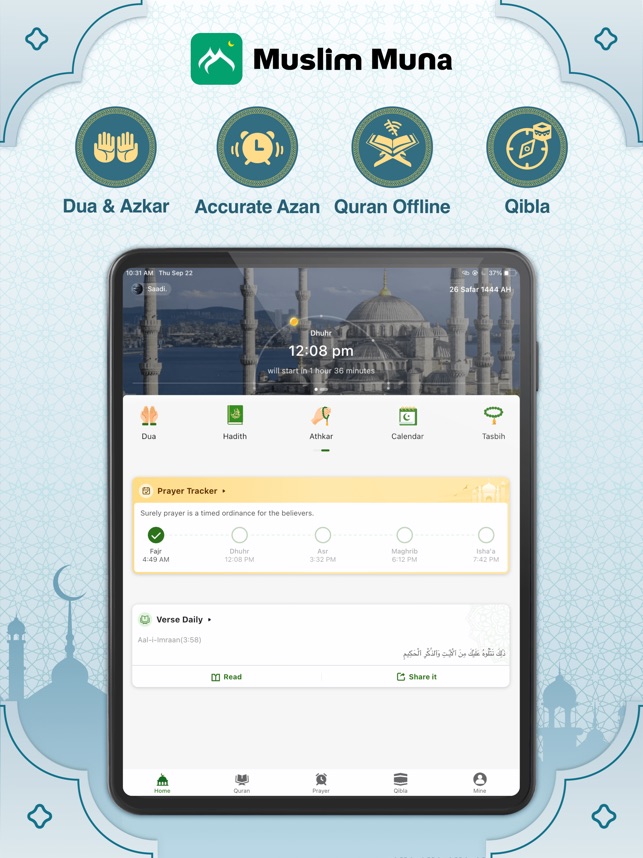 Muslim Muna
Dua & Azkar
Accurate Azan
Quran Offline
Qibla
10:31 AM Thu Sep 22
37%
Saadi.
26 Safar 1444 AH
Dhuhr
12:08 pm
will start in 1 hour 36 minutes
Dua
Hadith
Athkar
Calendar
Tasbih
Prayer Tracker
Surely prayer is a timed ordinance for the believers.
Fajr
4:49 AM
Dhuhr
12:08 PM
Asr
3:32 PM
Maghrib
6:12 PM
Isha'a
7:42 PM
Verse Daily
Aal-i-Imraan(3:58)
ذَٰلِكَ نَتْلُوهُ عَلَيْكَ مِنَ الْآيَٰتِ وَالذِّكْرِ الْحَكِيمِ
Read
Share it
Home
Quran
Prayer
Qibla
Mine